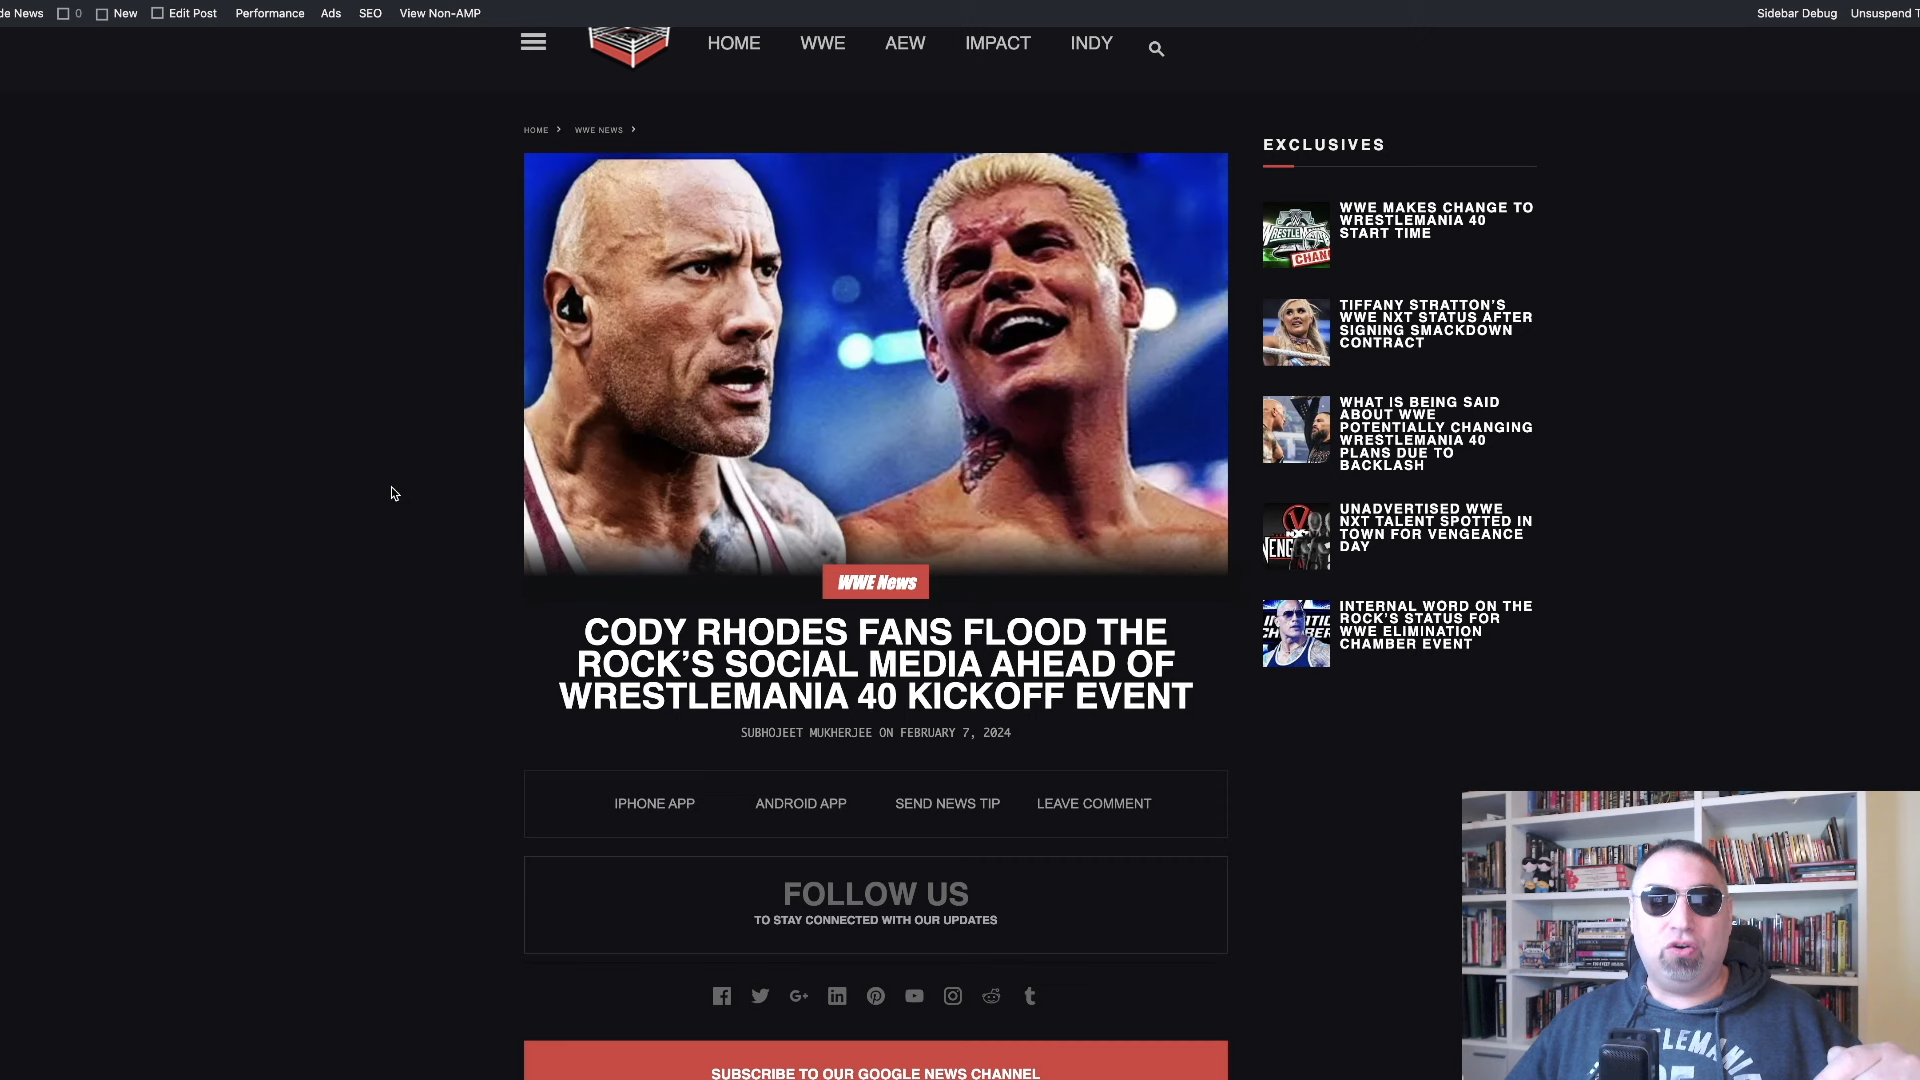 de News
0
New
Edit Post
Performance
Ads
SEO
View Non-AMP
Sidebar Debug
Unsuspend T
HOME
WWE
AEW
IMPACT
INDY
HOME
WWE NEWS
WWE News
CODY RHODES FANS FLOOD THE
ROCK’S SOCIAL MEDIA AHEAD OF
WRESTLEMANIA 40 KICKOFF EVENT
SUBHOJEET MUKHERJEE ON FEBRUARY 7, 2024
IPHONE APP
ANDROID APP
SEND NEWS TIP
LEAVE COMMENT
FOLLOW US
TO STAY CONNECTED WITH OUR UPDATES
SUBSCRIBE TO OUR GOOGLE NEWS CHANNEL
EXCLUSIVES
WWE MAKES CHANGE TO
WRESTLEMANIA 40
START TIME
TIFFANY STRATTON’S
WWE NXT STATUS AFTER
SIGNING SMACKDOWN
CONTRACT
WHAT IS BEING SAID
ABOUT WWE
POTENTIALLY CHANGING
WRESTLEMANIA 40
PLANS DUE TO
BACKLASH
UNADVERTISED WWE
NXT TALENT SPOTTED IN
TOWN FOR VENGEANCE
DAY
INTERNAL WORD ON THE
ROCK’S STATUS FOR
WWE ELIMINATION
CHAMBER EVENT
LEMANIA